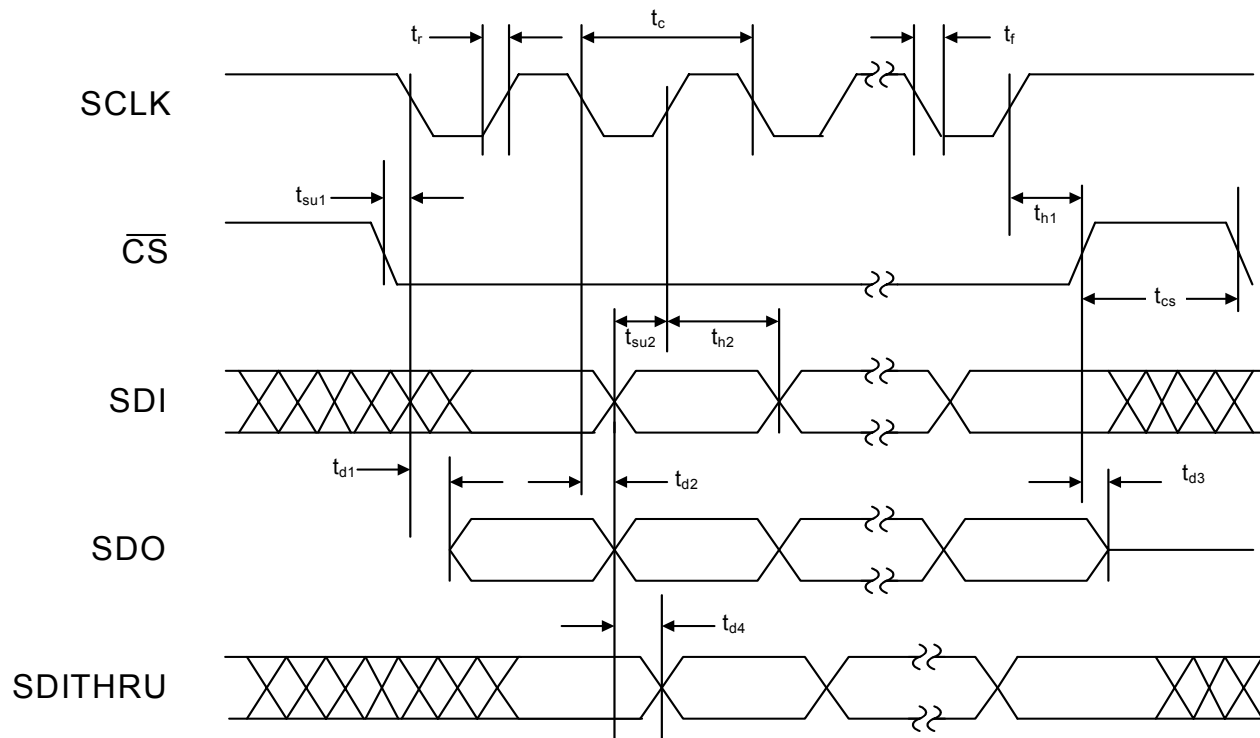 tr
tc
tf
SCLK
tsu1
th1
CS
tcs
tsu2
th2
SDI
td1
td2
td3
SDO
td4
SDITHRU